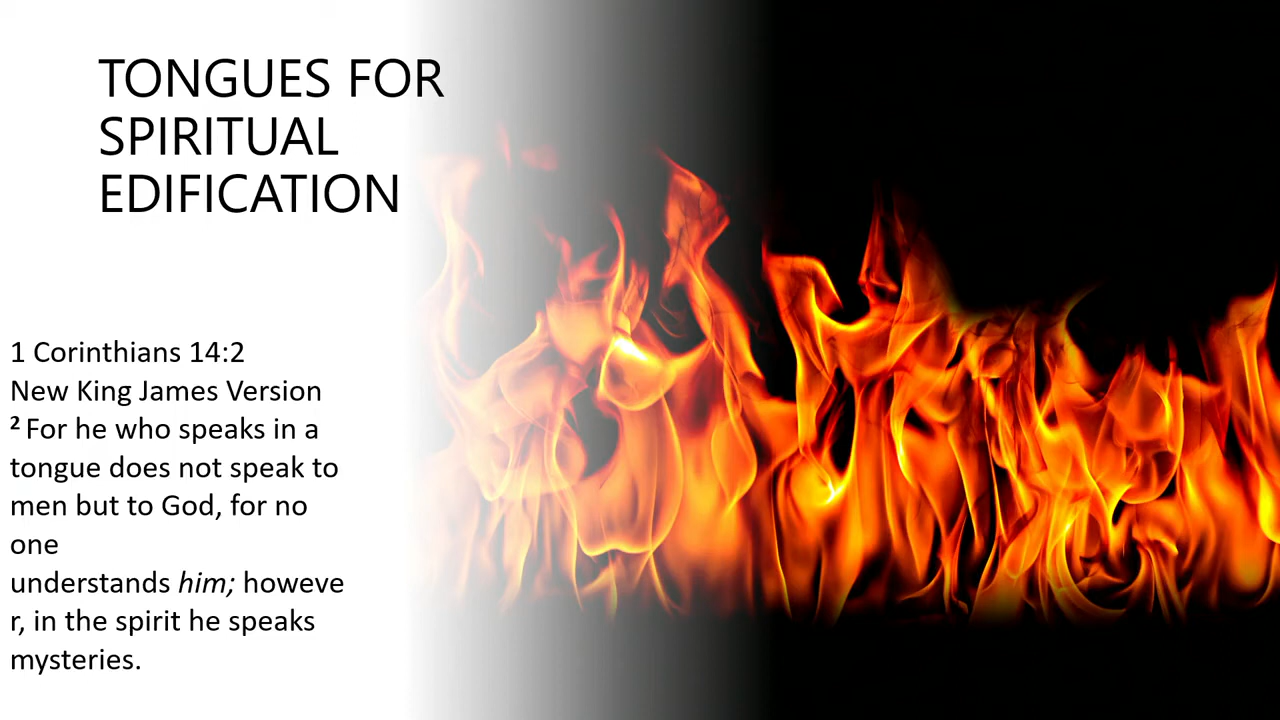 TONGUES FOR
SPIRITUAL
EDIFICATION
1 Corinthians 14:2
New King James Version
² For he who speaks in a
tongue does not speak to
men but to God, for no
one
understands him; howeve
r, in the spirit he speaks
mysteries.